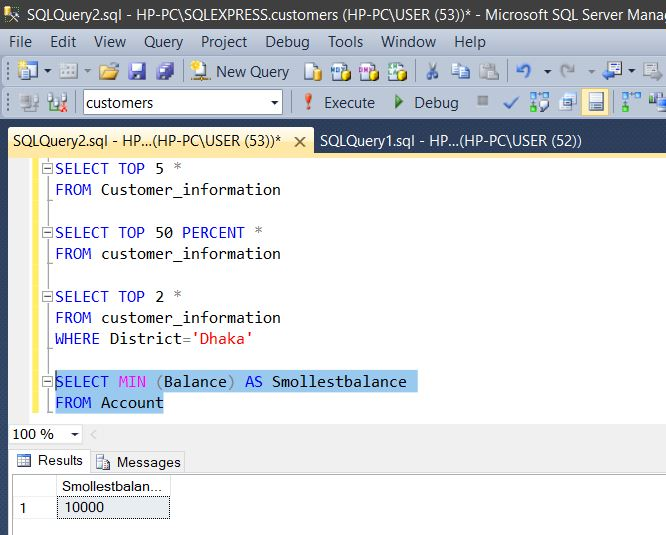 SQLQuery2.sql - HP-PC\SQLEXPRESS.customers (HP-PC\USER (53))* - Microsoft SQL Server Mana
File Edit View Query Project Debug Tools Window Help
New Query
customers Execute Debug
SQLQuery2.sql - HP...(HP-PC\USER (53))* SQLQuery1.sql - HP...(HP-PC\USER (52))
SELECT TOP 5 *
FROM Customer_information
SELECT TOP 50 PERCENT *
FROM customer_information
SELECT TOP 2 *
FROM customer_information
WHERE District='Dhaka'
SELECT MIN (Balance) AS Smollestbalance
FROM Account
100 %
Results Messages
Smollestbalan...
1 10000